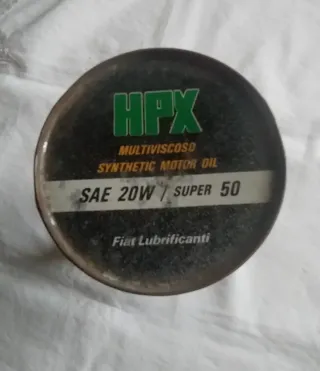 HPX
MULTIVISCOSO
SYNTHETIC MOTOR OIL
SAE 20W / SUPER 50
Fiat Lubrificanti